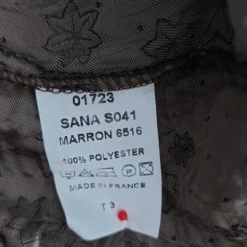 01723
SANA S041
MARRON 6516
100% POLYESTER
MADE IN FRANCE
T 3